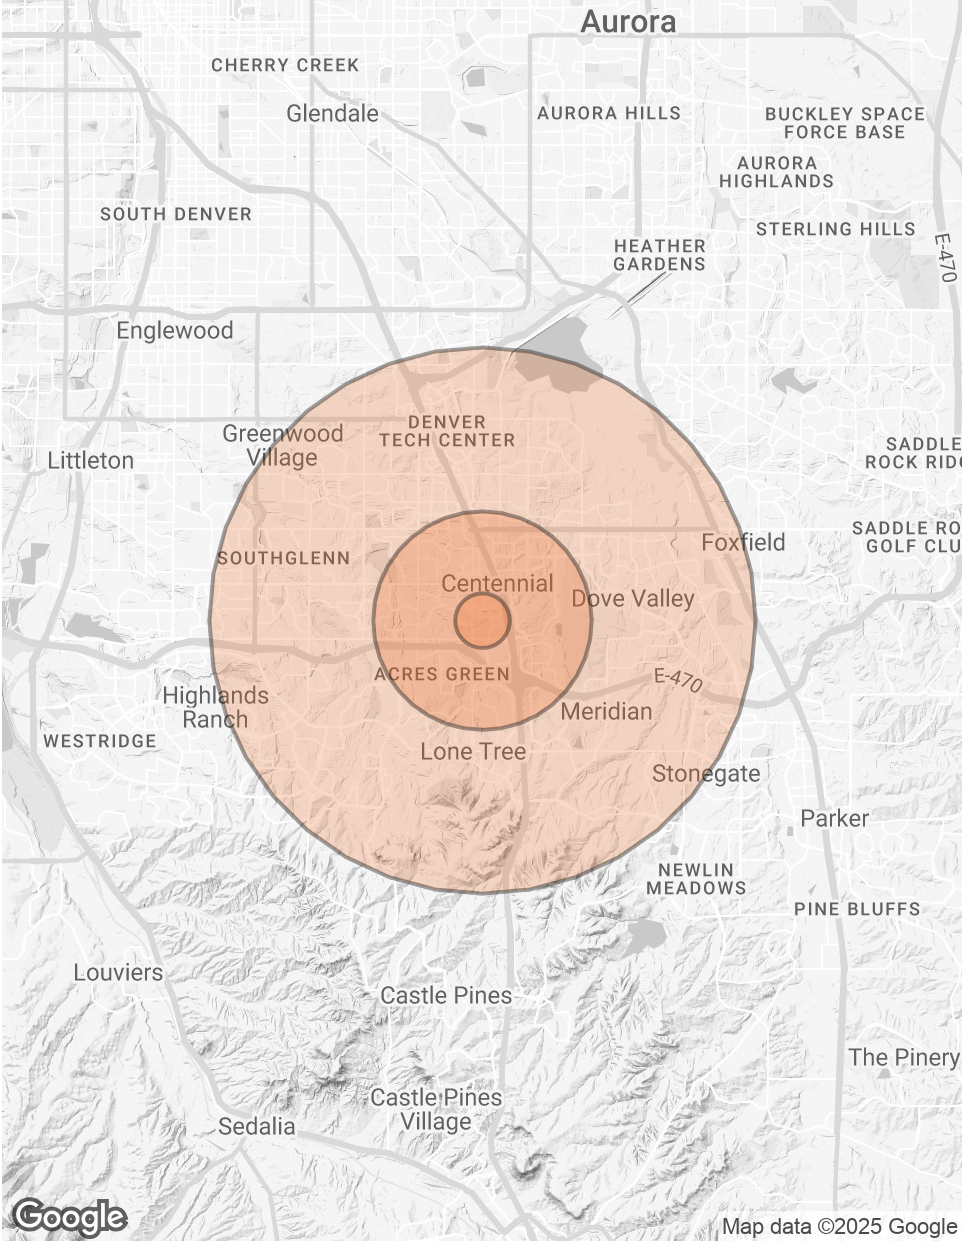 Aurora
CHERRY CREEK
Glendale
AURORA HILLS
BUCKLEY SPACE
FORCE BASE
AURORA
HIGHLANDS
SOUTH DENVER
STERLING HILLS
HEATHER
GARDENS
E-470
Englewood
DENVER
TECH CENTER
Greenwood
Village
Littleton
SADDLE
ROCK RIDG
SADDLE RO
GOLF CLU
Foxfield
SOUTHGLENN
Centennial
Dove Valley
ACRES GREEN
E-470
Highlands
Ranch
Meridian
WESTRIDGE
Lone Tree
Stonegate
Parker
NEWLIN
MEADOWS
PINE BLUFFS
Louviers
Castle Pines
The Pinery
Castle Pines
Village
Sedalia
Google
Map data ©2025 Google